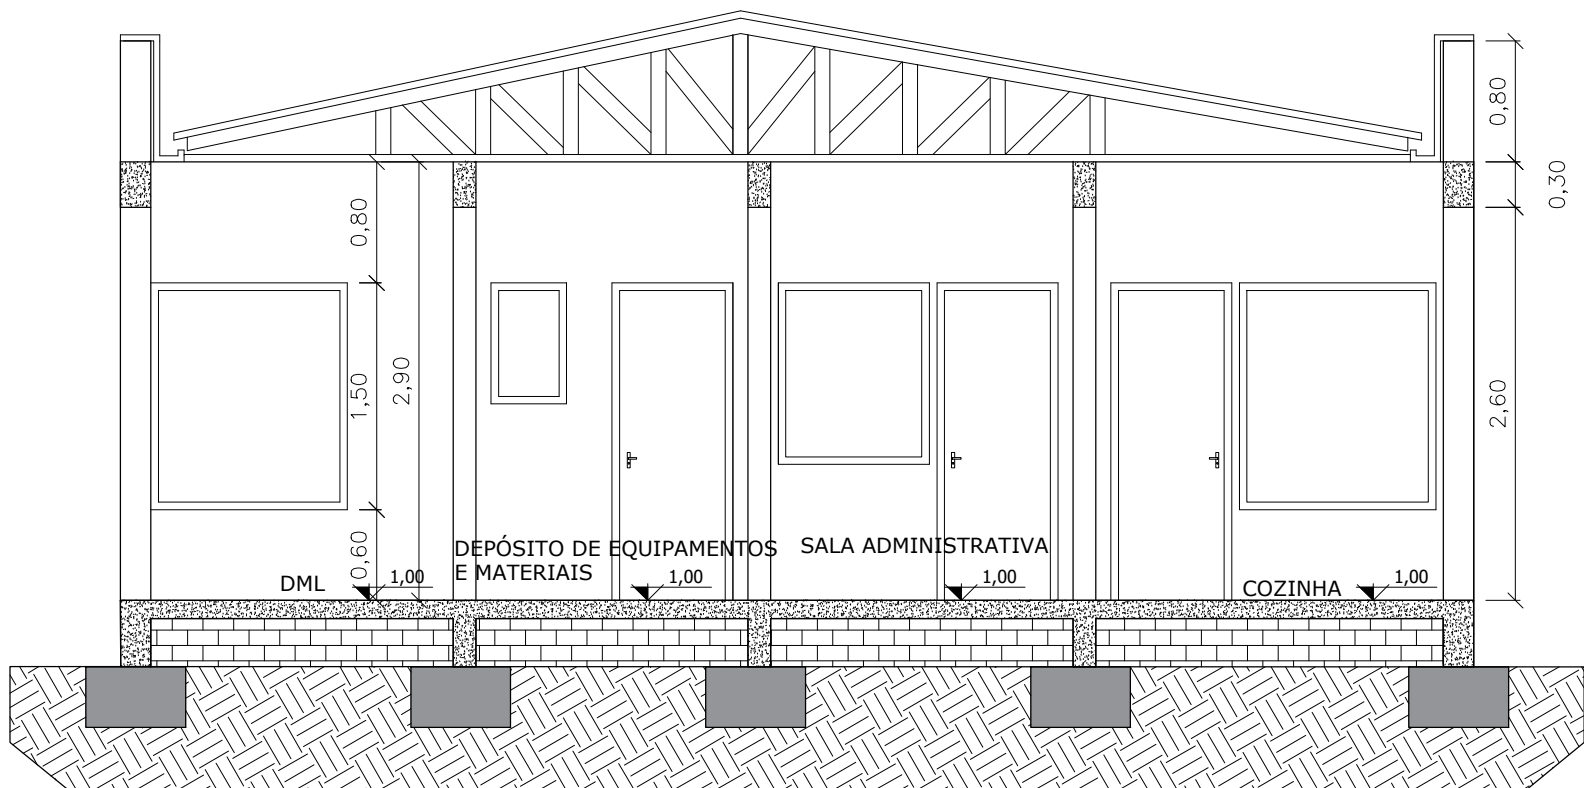 0,80
0,30
2,60
0,80
1,50
0,60
2,90
DML
1,00
DEPÓSITO DE EQUIPAMENTOS
E MATERIAIS
1,00
SALA ADMINISTRATIVA
1,00
COZINHA
1,00